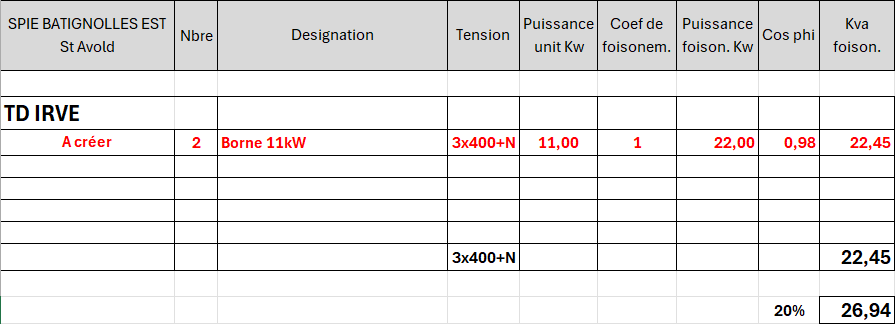 SPIE BATIGNOLLES EST St Avold Nbre Designation Tension Puissance unit Kw Coef de foisonem. Puissance foison. Kw Cos phi Kva foison.
TD IRVE
A créer 2 Borne 11kW 3x400+N 11,00 1 22,00 0,98 22,45
3x400+N 22,45
20% 26,94